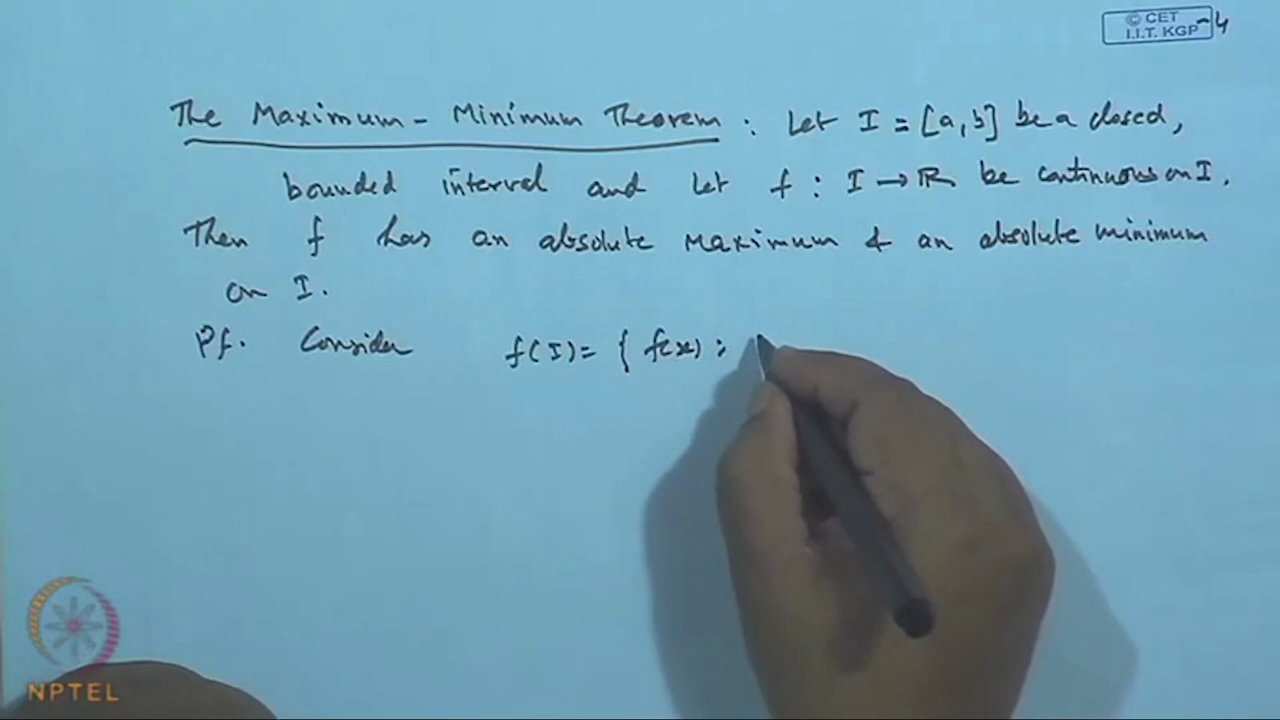 © CET
I.I.T. KGP -4
The Maximum - Minimum Theorem : Let I = [a,b] be a closed,
bounded interval and let f : I → ℝ be continuous on I.
Then f has an absolute maximum & an absolute minimum
on I.
Pf. Consider f(I) = { f(x) :
NPTEL